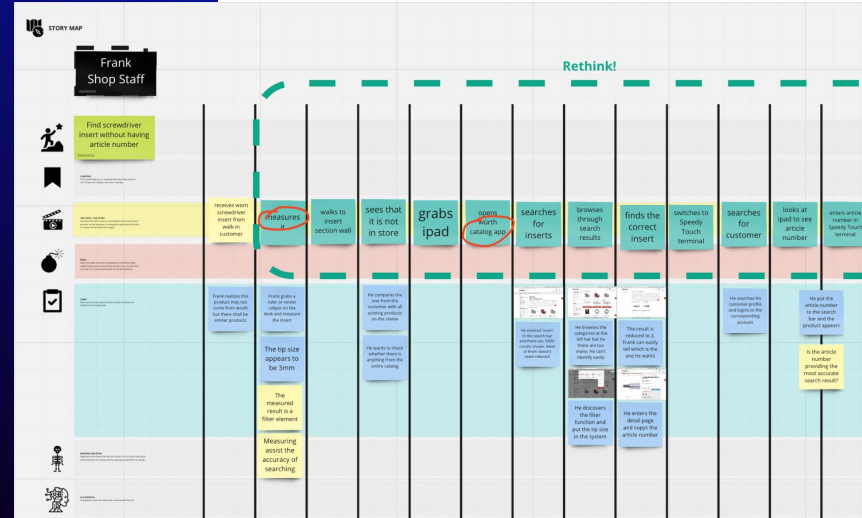 STORY MAP
Frank
Shop Staff
Rethink!
Find screwdriver
insert without having
article number
receives worn
screwdriver
insert from
walk-in
customer
measures
it
walks to
insert
section wall
sees that
it is not
in store
grabs
ipad
opens
wurth
catalog app
searches
for
inserts
browses
through
search
results
finds the
correct
insert
switches to
Speedy
Touch
terminal
searches
for
customer
looks at
ipad to see
article
number
enters article
number in
Speedy Touch
terminal
Frank realizes this
product may not
come from wurth
but there shall be
similar products
Frank grabs a
ruler or venier
caliper on the
desk and measure
the insert
The tip size
appears to
be 3mm
The
measured
result is a
filter element
Measuring
assist the
accuracy of
searching
He compares the
one from the
customer with all
existing products
on the shelve
He wants to check
whether there is
anything from the
entire catalog
He entered 'insert'
in the search bar
and there are 1000+
results shown. Most
of them doesn't
seem relevant
He browses the
categories at the
left bar but he
there are too
many. He can't
identify easily
He discovers
the filter
function and
put the tip size
in the system
The result is
reduced to 2,
Frank can easily
tell which is the
one he wants
He enters the
detail page
and copys the
article number
He searches his
customer profile
and logins to the
corresponding
account
He put the
article number
to the search
bar and the
product appears
Is the article
number
providing the
most accurate
search result?